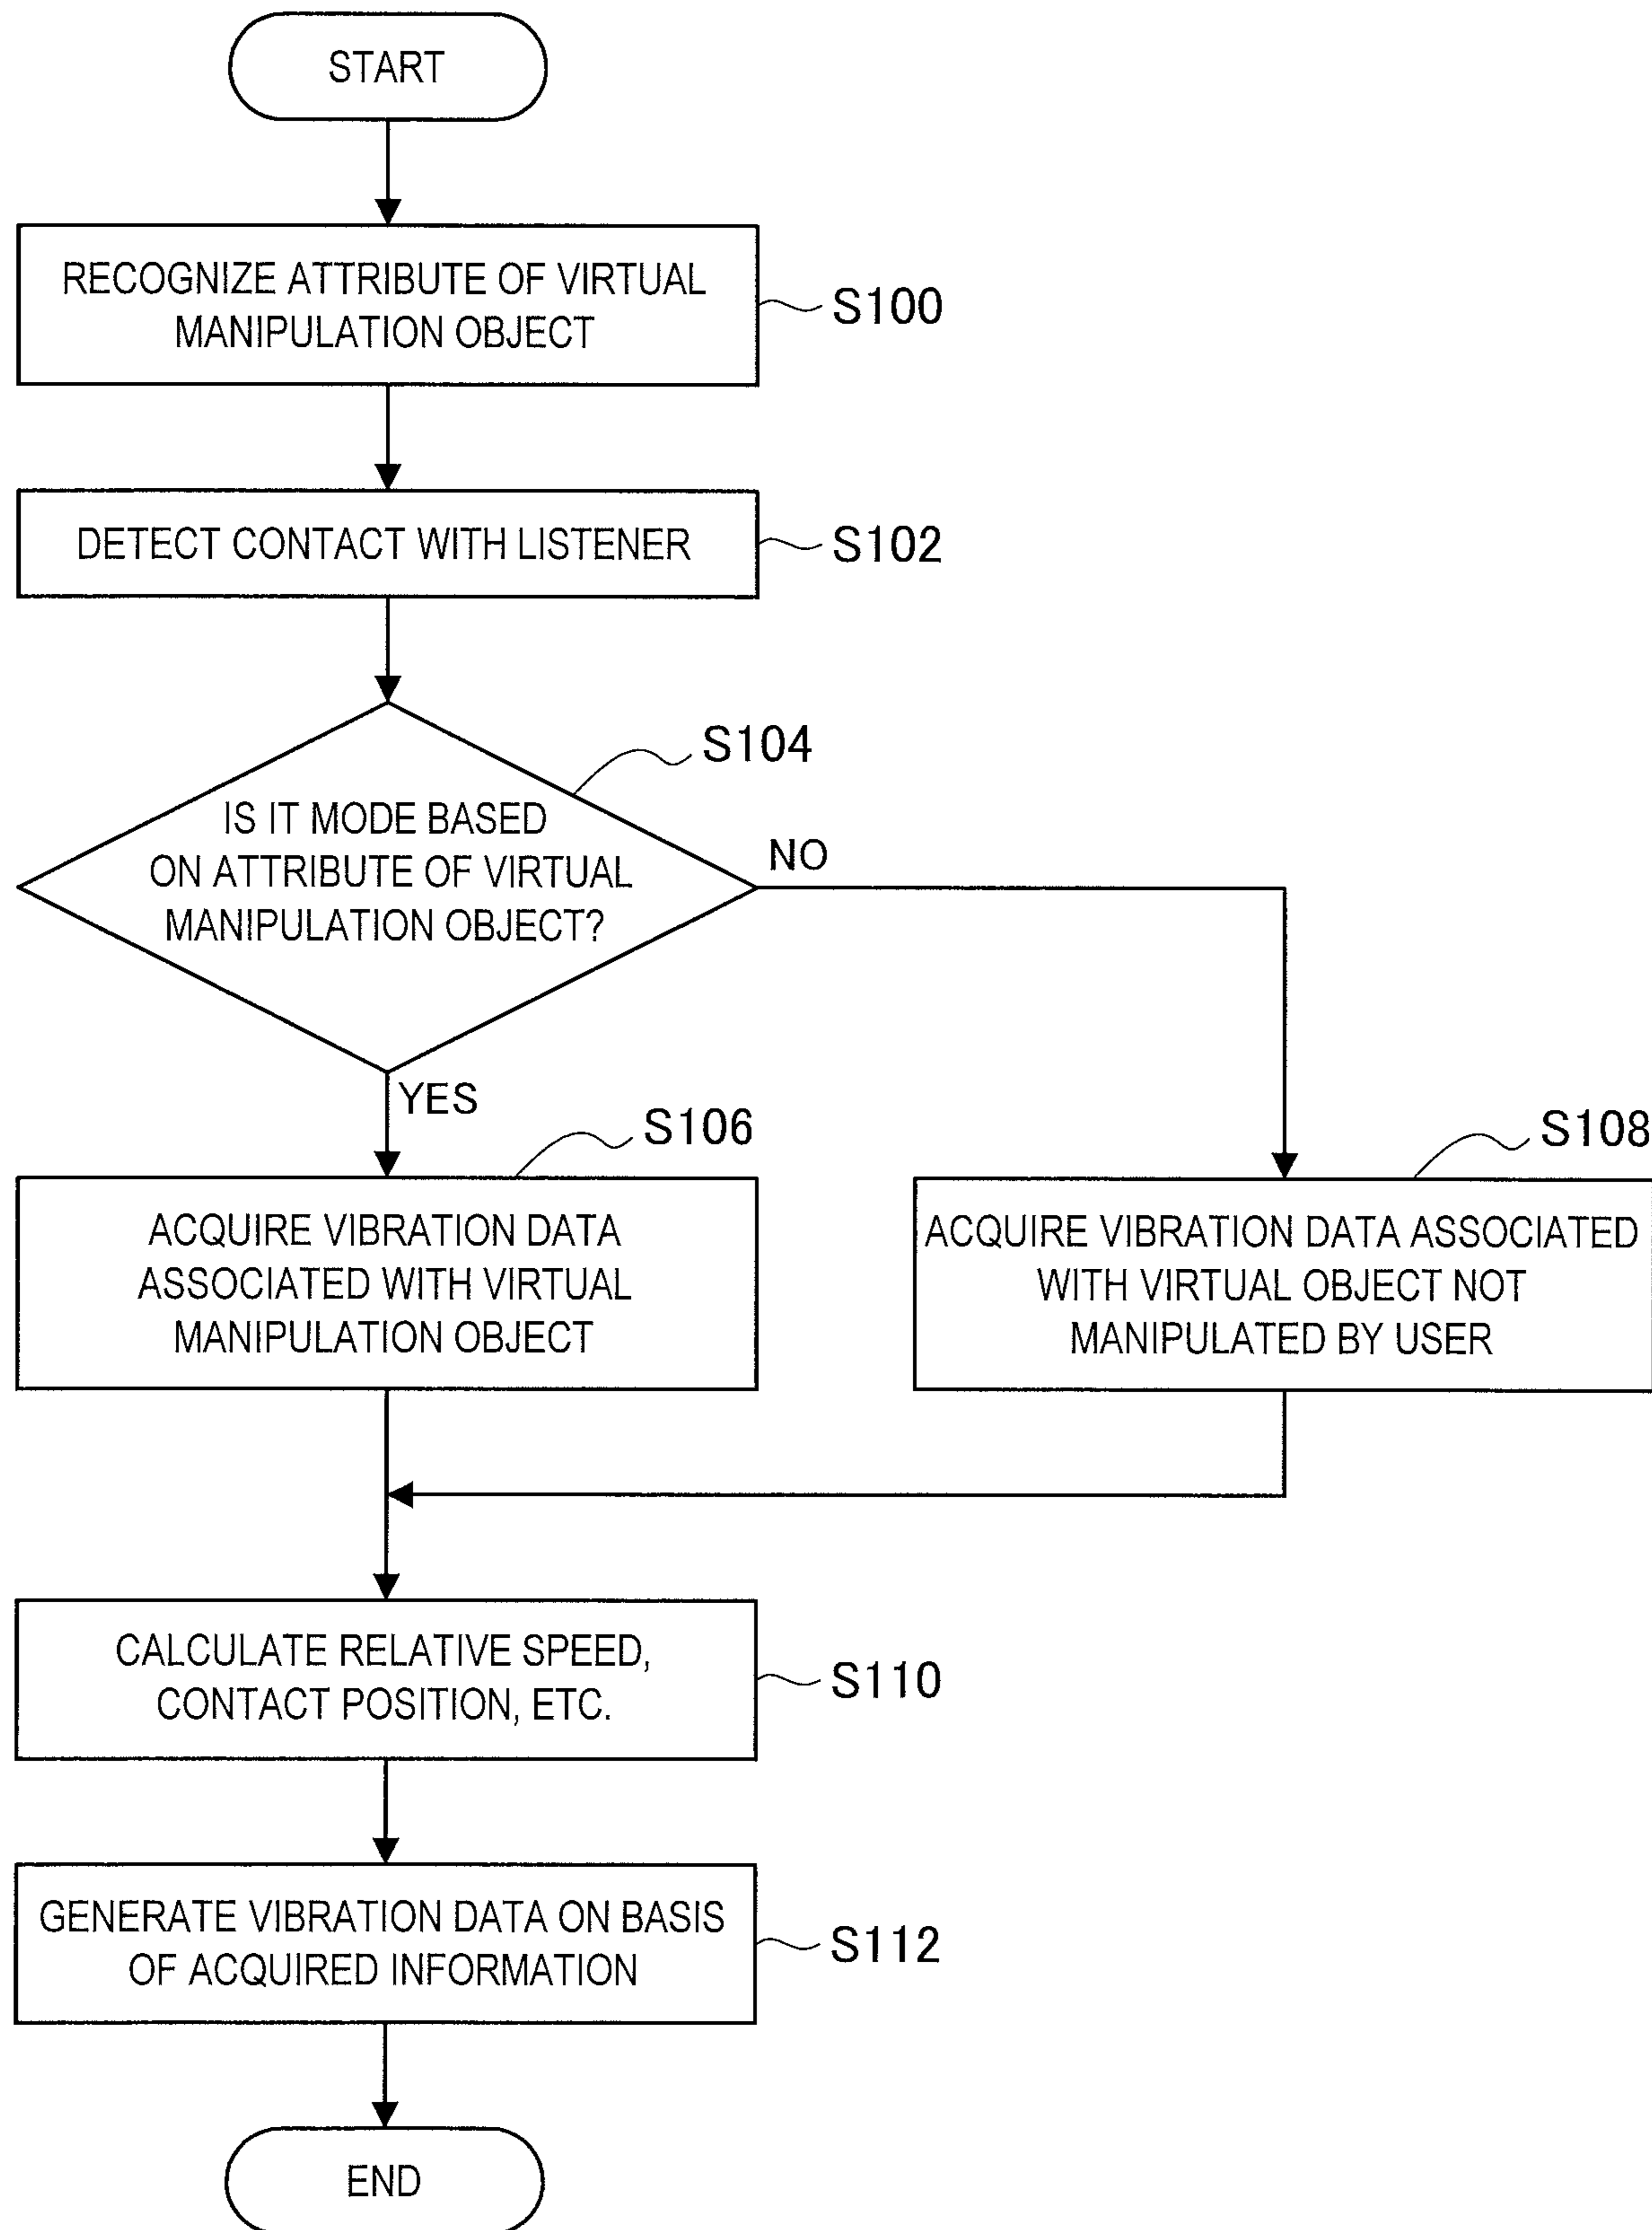 START
RECOGNIZE ATTRIBUTE OF VIRTUAL
MANIPULATION OBJECT
S100
DETECT CONTACT WITH LISTENER
S102
S104
IS IT MODE BASED
ON ATTRIBUTE OF VIRTUAL
MANIPULATION OBJECT?
NO
YES
S106
ACQUIRE VIBRATION DATA
ASSOCIATED WITH VIRTUAL
MANIPULATION OBJECT
S108
ACQUIRE VIBRATION DATA ASSOCIATED
WITH VIRTUAL OBJECT NOT
MANIPULATED BY USER
CALCULATE RELATIVE SPEED,
CONTACT POSITION, ETC.
S110
GENERATE VIBRATION DATA ON BASIS
OF ACQUIRED INFORMATION
S112
END